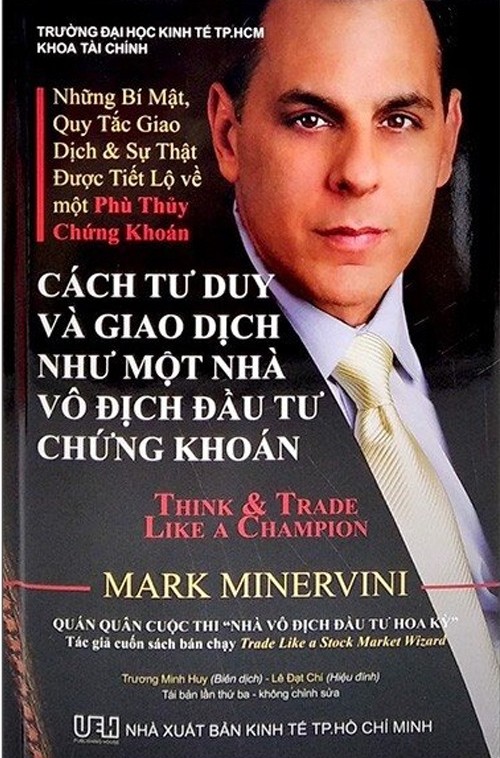 TRƯỜNG ĐẠI HỌC KINH TẾ TP.HCM
KHOA TÀI CHÍNH
Những Bí Mật,
Quy Tắc Giao
Dịch & Sự Thật
Được Tiết Lộ về
một Phù Thủy
Chứng Khoán
CÁCH TƯ DUY
VÀ GIAO DỊCH
NHƯ MỘT NHÀ
VÔ ĐỊCH ĐẦU TƯ
CHỨNG KHOÁN
THINK & TRADE
LIKE A CHAMPION
MARK MINERVINI
QUÁN QUÂN CUỘC THI “NHÀ VÔ ĐỊCH ĐẦU TƯ HOA KỲ”
Tác giả cuốn sách bán chạy Trade Like a Stock Market Wizard
Trương Minh Huy (Biên dịch) - Lê Đạt Chí (Hiệu đính)
Tái bản lần thứ ba - không chỉnh sửa
UEH
PUBLISHING HOUSE
NHÀ XUẤT BẢN KINH TẾ TP.HỒ CHÍ MINH